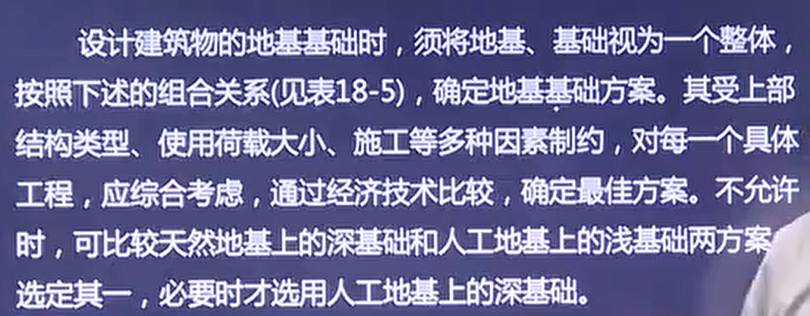 设计建筑物的地基基础时，须将地基、基础视为一个整体，
按照下述的组合关系(见表18-5)，确定地基基础方案。其受上部
结构类型、使用荷载大小、施工等多种因素制约，对每一个具体
工程，应综合考虑，通过经济技术比较，确定最佳方案。不允许
时，可比较天然地基上的深基础和人工地基上的浅基础两方案
选定其一，必要时才选用人工地基上的深基础。